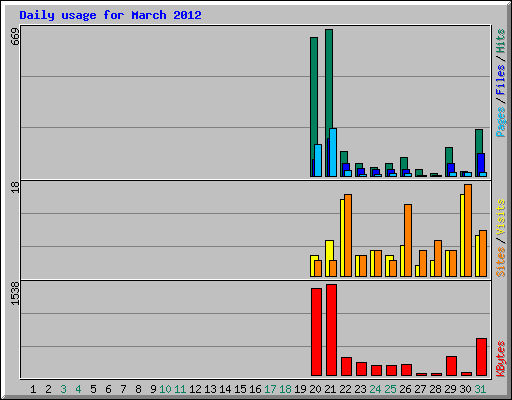 Daily usage for March 2012
669
Pages / Files / Hits
18
Sites / Visits
1538
KBytes
1 2 3 4 5 6 7 8 9 10 11 12 13 14 15 16 17 18 19 20 21 22 23 24 25 26 27 28 29 30 31